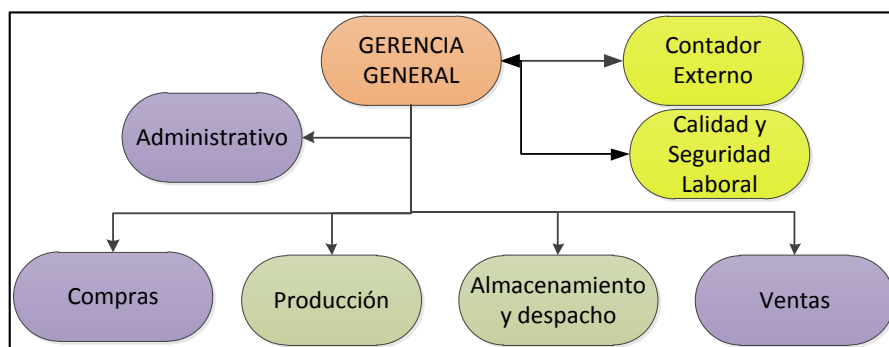 GERENCIA
GENERAL
Contador
Externo
Administrativo
Calidad y
Seguridad
Laboral
Compras
Producción
Almacenamiento
y despacho
Ventas